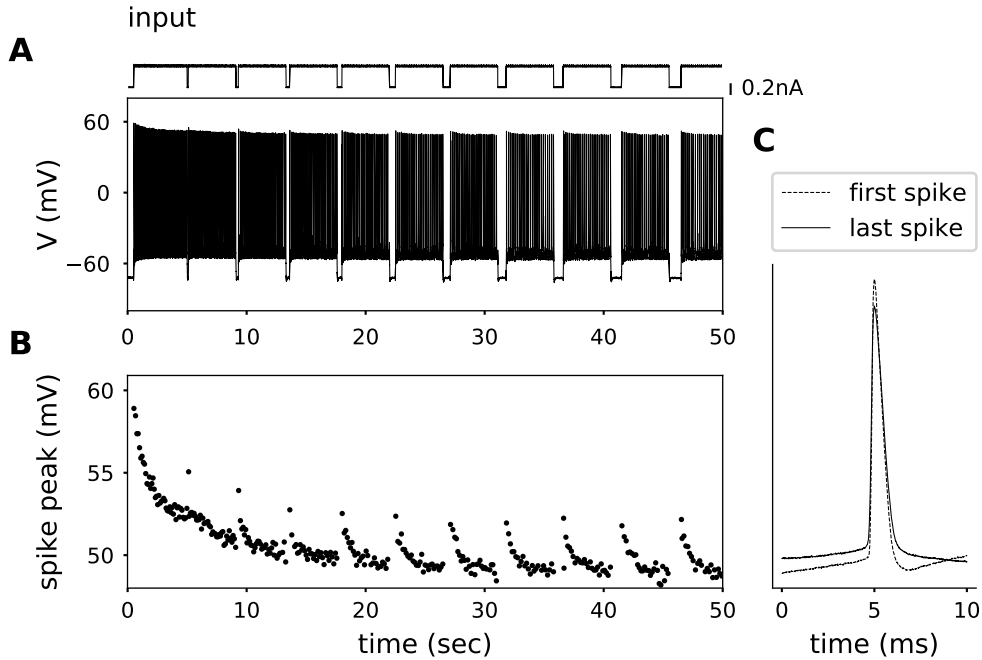 input
A
0.2nA
V (mV)
60
0
−60
0 10 20 30 40 50
B
spike peak (mV)
60
55
50
0 10 20 30 40 50
time (sec)
C
first spike
last spike
0 5 10
time (ms)